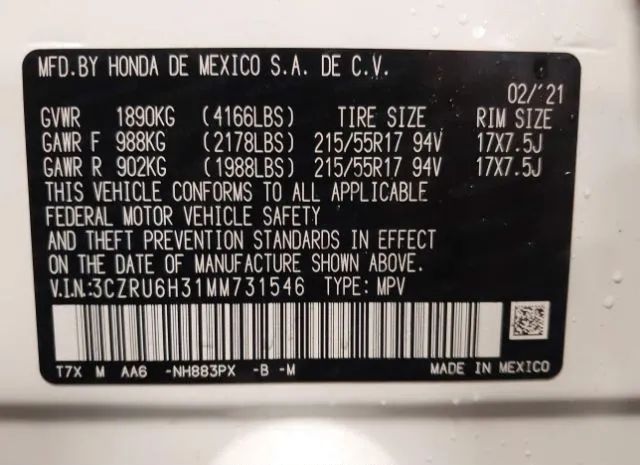 MFD.BY HONDA DE MEXICO S.A. DE C.V.
02/'21
GVWR 1890KG (4166LBS) TIRE SIZE RIM SIZE
GAWR F 988KG (2178LBS) 215/55R17 94V 17X7.5J
GAWR R 902KG (1988LBS) 215/55R17 94V 17X7.5J
THIS VEHICLE CONFORMS TO ALL APPLICABLE
FEDERAL MOTOR VEHICLE SAFETY
AND THEFT PREVENTION STANDARDS IN EFFECT
ON THE DATE OF MANUFACTURE SHOWN ABOVE.
V.I.N.:3CZRU6H31MM731546 TYPE: MPV
T7X M AA6 -NH883PX -B -M MADE IN MEXICO